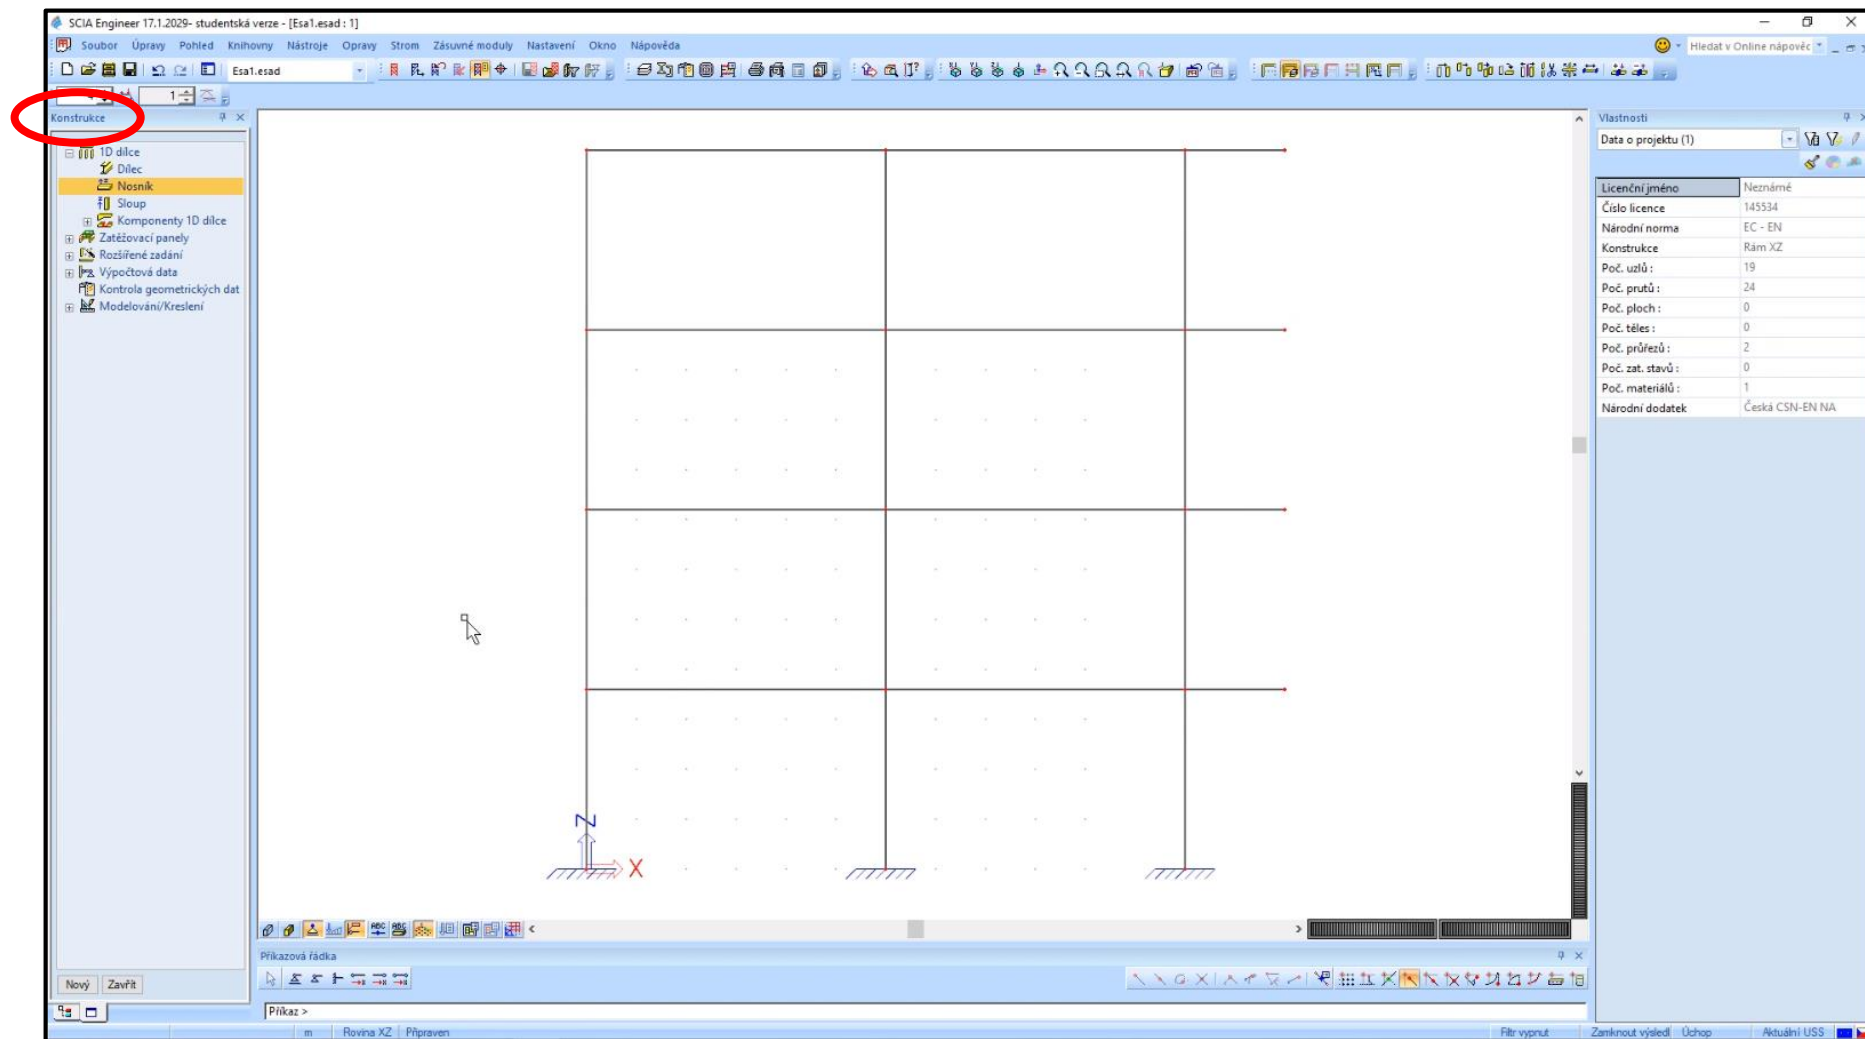 SCIA Engineer 17.1.2029- studentská verze - [Esa1.esad : 1]
Soubor Úpravy Pohled Knihovny Nástroje Opravy Strom Zásuvné moduly Nastavení Okno Nápověda
Hledat v Online nápověc
Esa1.esad
1
Konstrukce
1D dílce
Dílec
Nosník
Sloup
Komponenty 1D dílce
Zatěžovací panely
Rozšířené zadání
Výpočtová data
Kontrola geometrických dat
Modelování/Kreslení
Nový Zavřít
Z
X
Vlastnosti
Data o projektu (1)
Licenční jméno Neznámé
Číslo licence 145534
Národní norma EC - EN
Konstrukce Rám XZ
Poč. uzlů : 19
Poč. prutů : 24
Poč. ploch : 0
Poč. těles : 0
Poč. průřezů : 2
Poč. zat. stavů : 0
Poč. materiálů : 1
Národní dodatek Česká CSN-EN NA
Příkazová řádka
Příkaz >
m Rovina XZ Připraven
Filtr vypnut Zamknout výsledl Úchop Aktuální USS